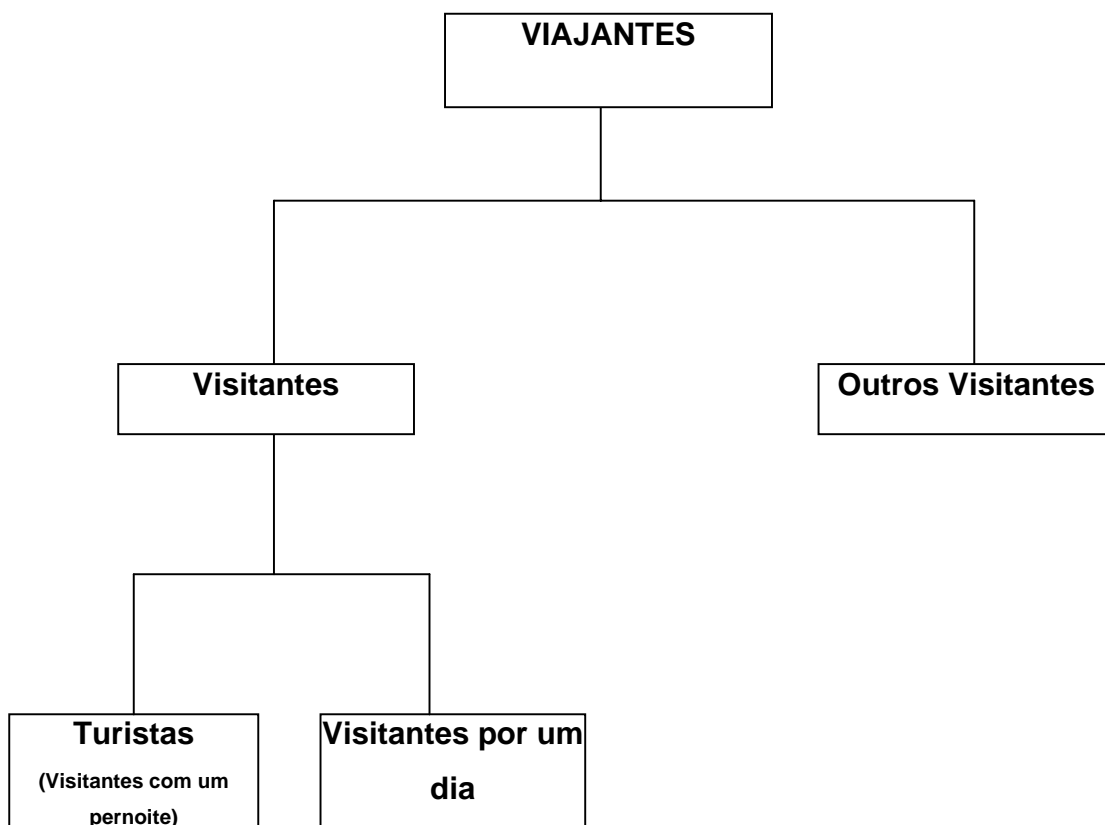 VIAJANTES
Visitantes
Outros Visitantes
Turistas
(Visitantes com um
pernoite)
Visitantes por um
dia